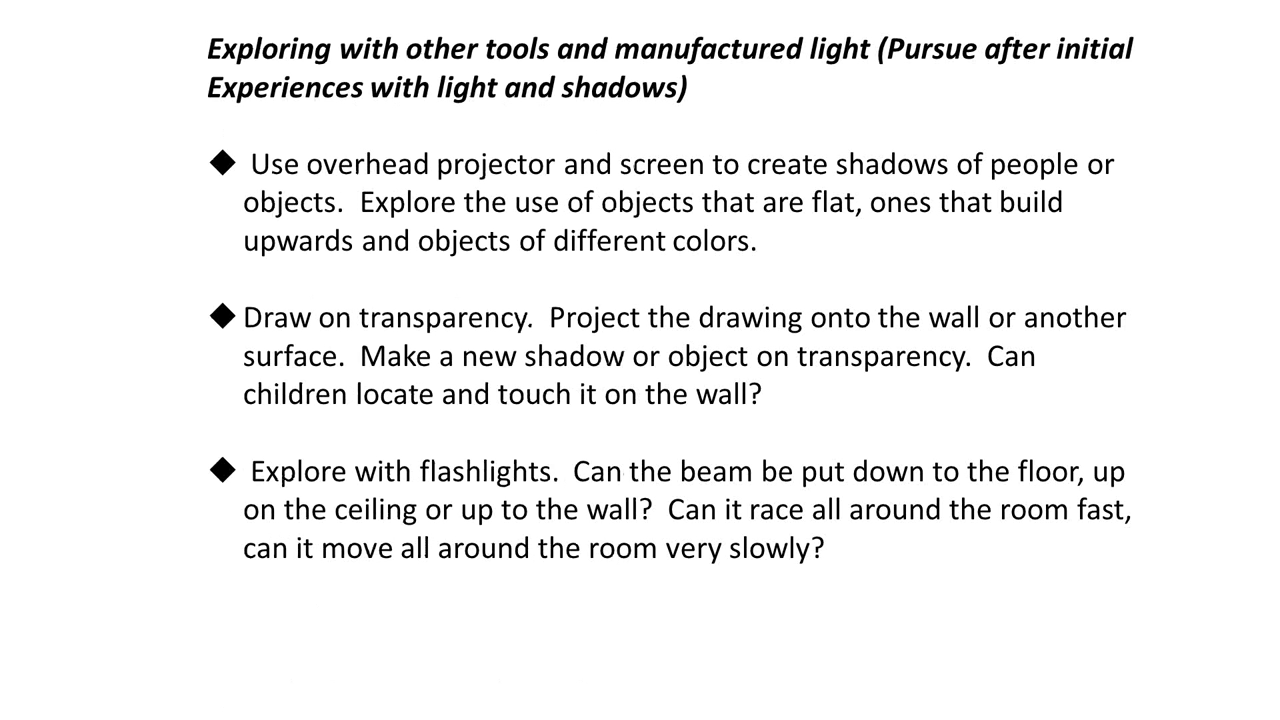 Exploring with other tools and manufactured light (Pursue after initial
Experiences with light and shadows)
◆ Use overhead projector and screen to create shadows of people or
objects.  Explore the use of objects that are flat, ones that build
upwards and objects of different colors.
◆ Draw on transparency.  Project the drawing onto the wall or another
surface.  Make a new shadow or object on transparency.  Can
children locate and touch it on the wall?
◆ Explore with flashlights.  Can the beam be put down to the floor, up
on the ceiling or up to the wall?  Can it race all around the room fast,
can it move all around the room very slowly?